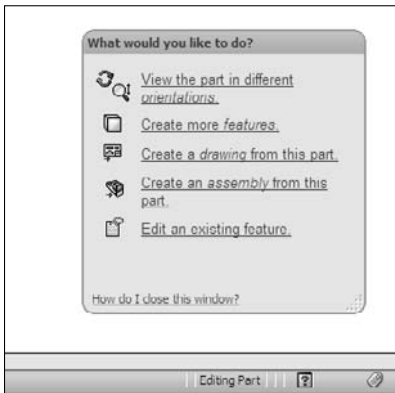 What would you like to do?
View the part in different
orientations.
Create more features.
Create a drawing from this part.
Create an assembly from this
part.
Edit an existing feature.
How do I close this window?
Editing Part
?